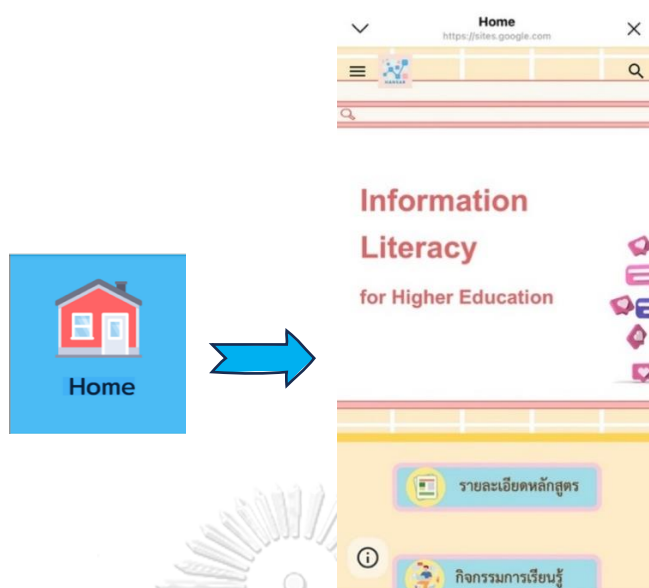 Home
https://sites.google.com
Information
Literacy
for Higher Education
Home
รายละเอียดหลักสูตร
กิจกรรมการเรียนรู้